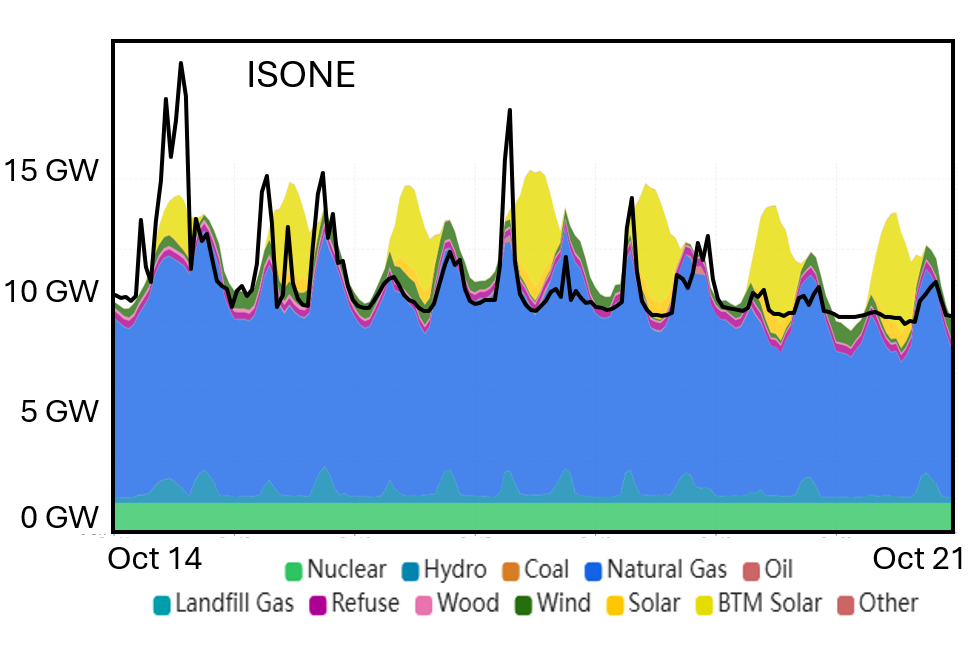 ISONE
15 GW
10 GW
5 GW
0 GW
Oct 14 Oct 21
Nuclear Hydro Coal Natural Gas Oil
Landfill Gas Refuse Wood Wind Solar BTM Solar Other